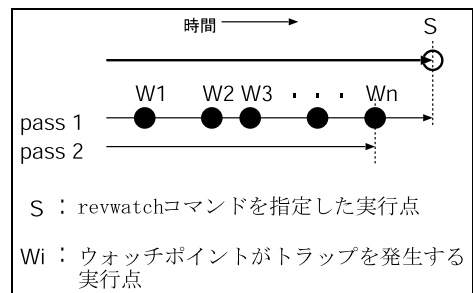 時間
S
W1 W2 W3 ・ ・ ・ Wn
pass 1
pass 2
S：revwatchコマンドを指定した実行点
Wi：ウォッチポイントがトラップを発生する
実行点